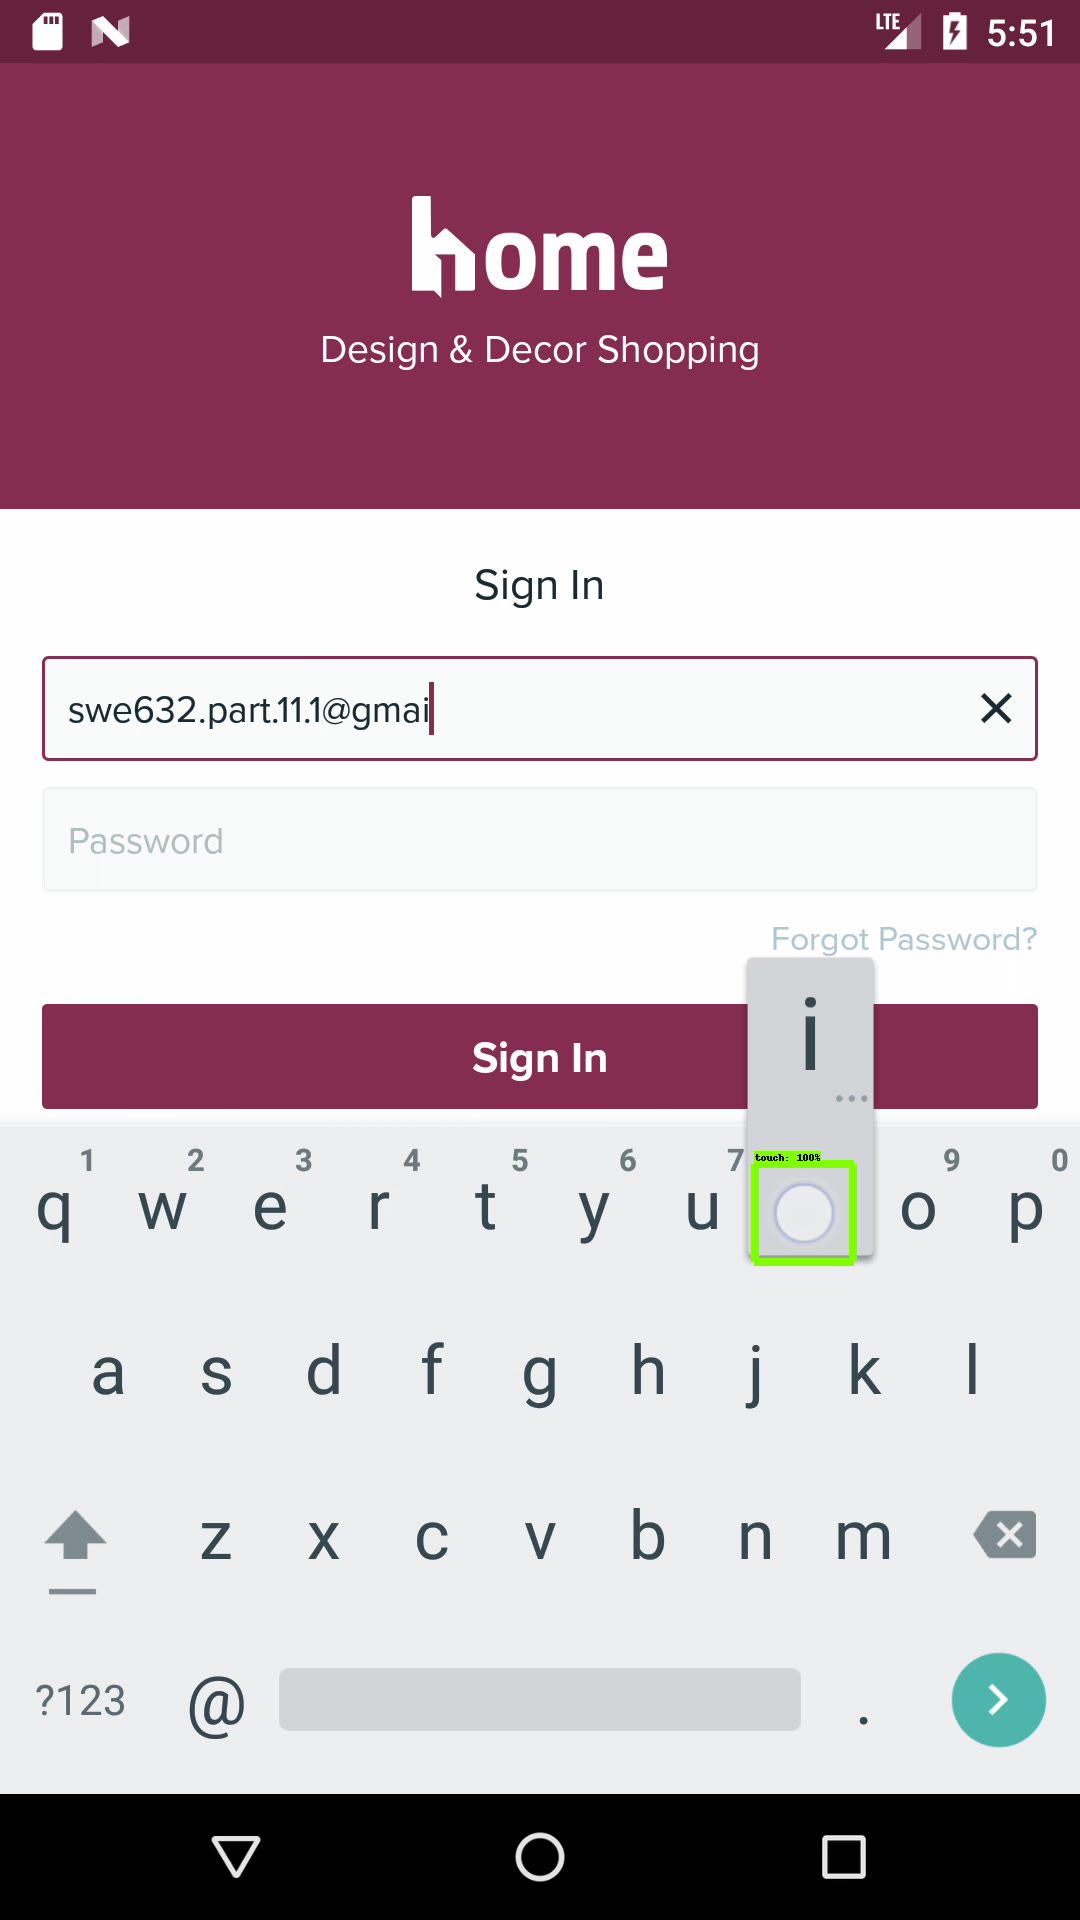 LTE 5:51
home
Design & Decor Shopping
Sign In
swe632.part.11.1@gmai
Password
Forgot Password?
Sign In
i
...
touch: 100%
1 2 3 4 5 6 7 9 0
q w e r t y u o p
a s d f g h j k l
z x c v b n m
?123 @ .